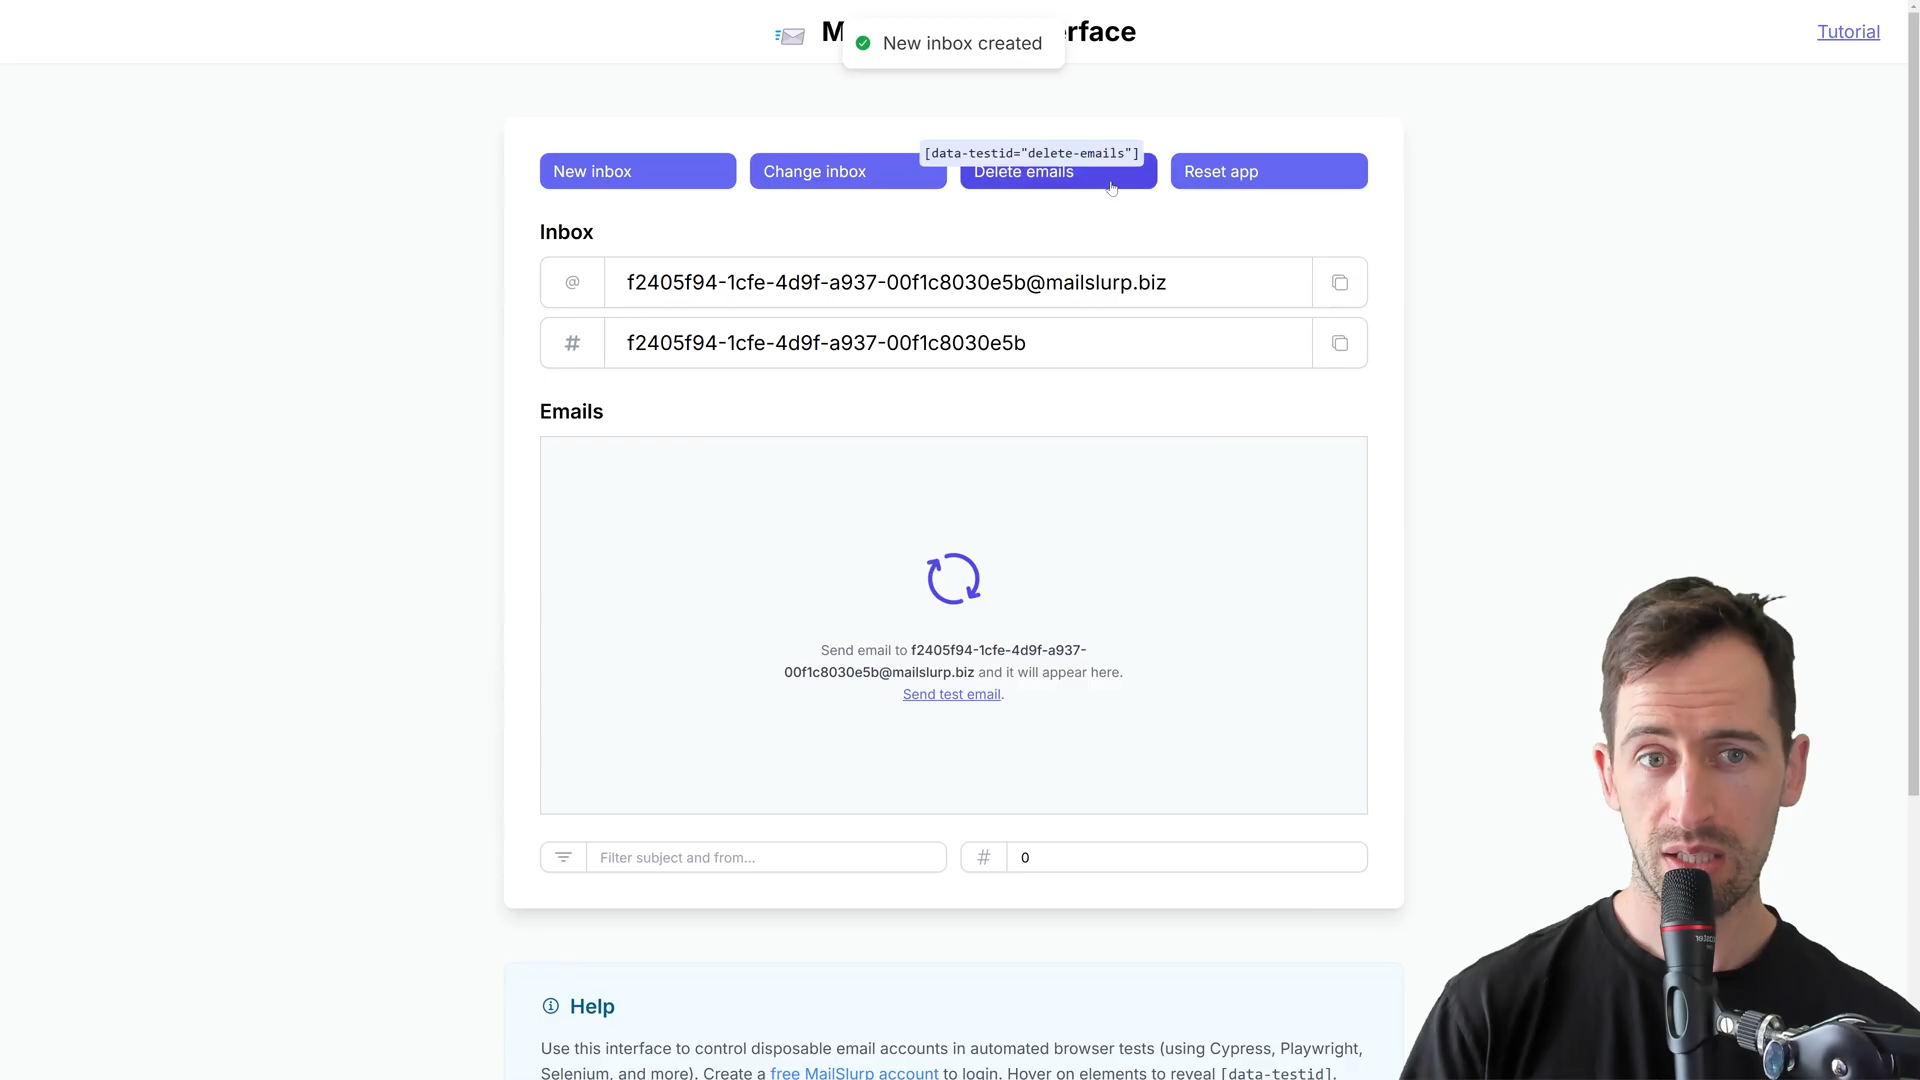 M
rface
New inbox created
Tutorial
[data-testid="delete-emails"]
New inbox
Change inbox
Delete emails
Reset app
Inbox
@
f2405f94-1cfe-4d9f-a937-00f1c8030e5b@mailslurp.biz
#
f2405f94-1cfe-4d9f-a937-00f1c8030e5b
Emails
Send email to f2405f94-1cfe-4d9f-a937-
00f1c8030e5b@mailslurp.biz and it will appear here.
Send test email.
Filter subject and from...
#
0
Help
Use this interface to control disposable email accounts in automated browser tests (using Cypress, Playwright,
Selenium, and more). Create a free MailSlurp account to login. Hover on elements to reveal [data-testid].